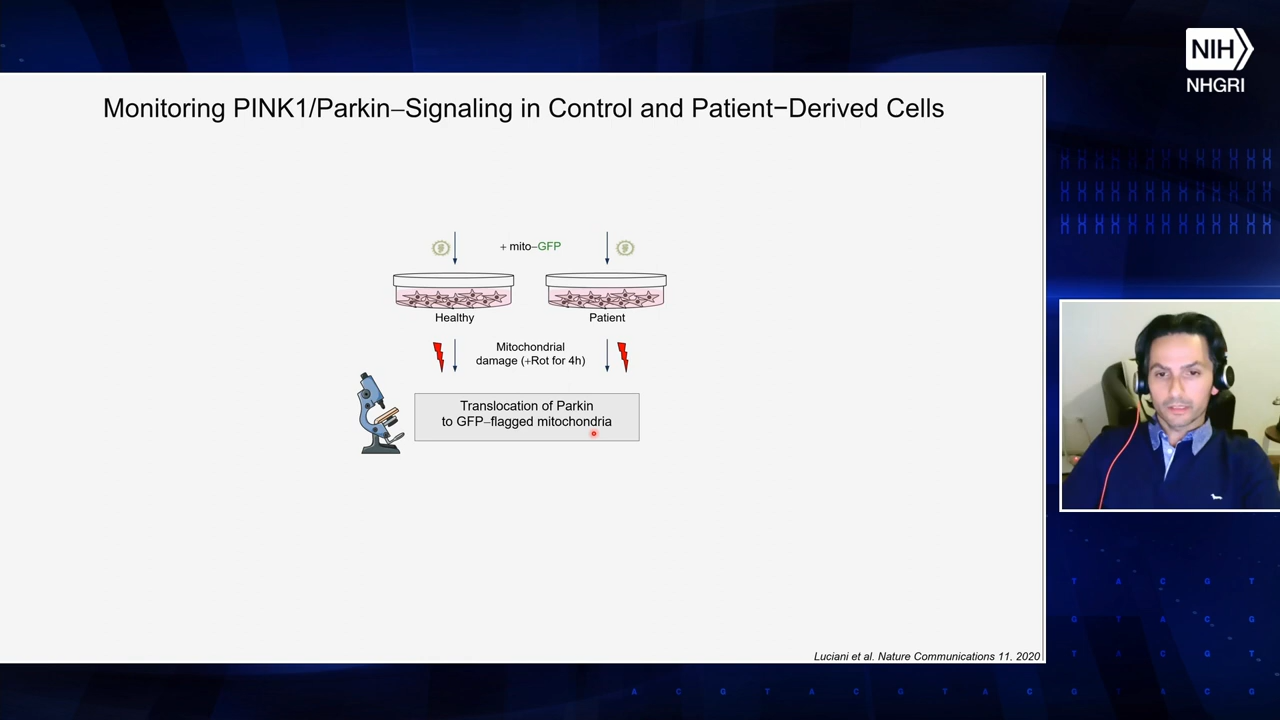 NIH
NHGRI
Monitoring PINK1/Parkin–Signaling in Control and Patient−Derived Cells
+ mito–GFP
Healthy
Patient
Mitochondrial
damage (+Rot for 4h)
Translocation of Parkin
to GFP–flagged mitochondria
Luciani et al. Nature Communications 11, 2020
T A C G T
G T A C G
T A C G T
A C G T A C G T A C G T A C G